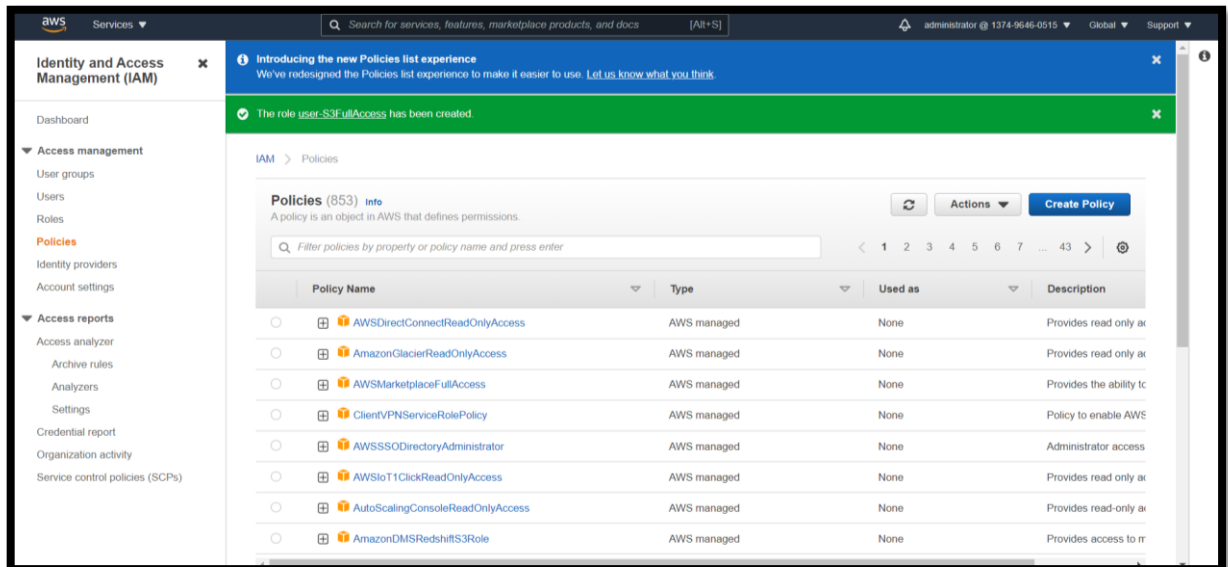 aws
Services
Search for services, features, marketplace products, and docs [Alt+S]
administrator @ 1374-9646-0515
Global
Support
Identity and Access
Management (IAM)
Dashboard
Access management
User groups
Users
Roles
Policies
Identity providers
Account settings
Access reports
Access analyzer
Archive rules
Analyzers
Settings
Credential report
Organization activity
Service control policies (SCPs)
Introducing the new Policies list experience
We've redesigned the Policies list experience to make it easier to use. Let us know what you think.
The role user-S3FullAccess has been created.
IAM > Policies
Policies (853) Info
A policy is an object in AWS that defines permissions.
Actions
Create Policy
Filter policies by property or policy name and press enter
< 1 2 3 4 5 6 7 ... 43 >
Policy Name Type Used as Description
AWSDirectConnectReadOnlyAccess AWS managed None Provides read only ac
AmazonGlacierReadOnlyAccess AWS managed None Provides read only ac
AWSMarketplaceFullAccess AWS managed None Provides the ability to
ClientVPNServiceRolePolicy AWS managed None Policy to enable AWS
AWSSSODirectoryAdministrator AWS managed None Administrator access
AWSIoT1ClickReadOnlyAccess AWS managed None Provides read only ac
AutoScalingConsoleReadOnlyAccess AWS managed None Provides read-only ac
AmazonDMSRedshiftS3Role AWS managed None Provides access to m